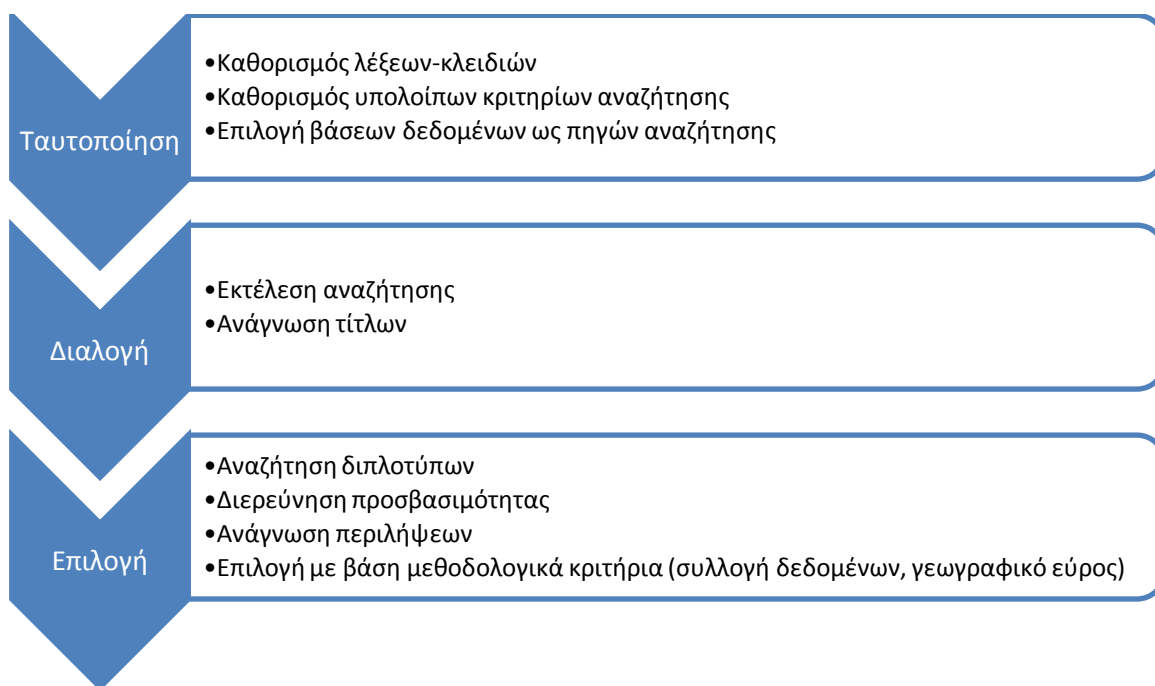 Ταυτοποίηση
•Καθορισμός λέξεων-κλειδιών
•Καθορισμός υπολοίπων κριτηρίων αναζήτησης
•Επιλογή βάσεων δεδομένων ως πηγών αναζήτησης
Διαλογή
•Εκτέλεση αναζήτησης
•Ανάγνωση τίτλων
Επιλογή
•Αναζήτηση διπλοτύπων
•Διερεύνηση προσβασιμότητας
•Ανάγνωση περιλήψεων
•Επιλογή με βάση μεθοδολογικά κριτήρια (συλλογή δεδομένων, γεωγραφικό εύρος)